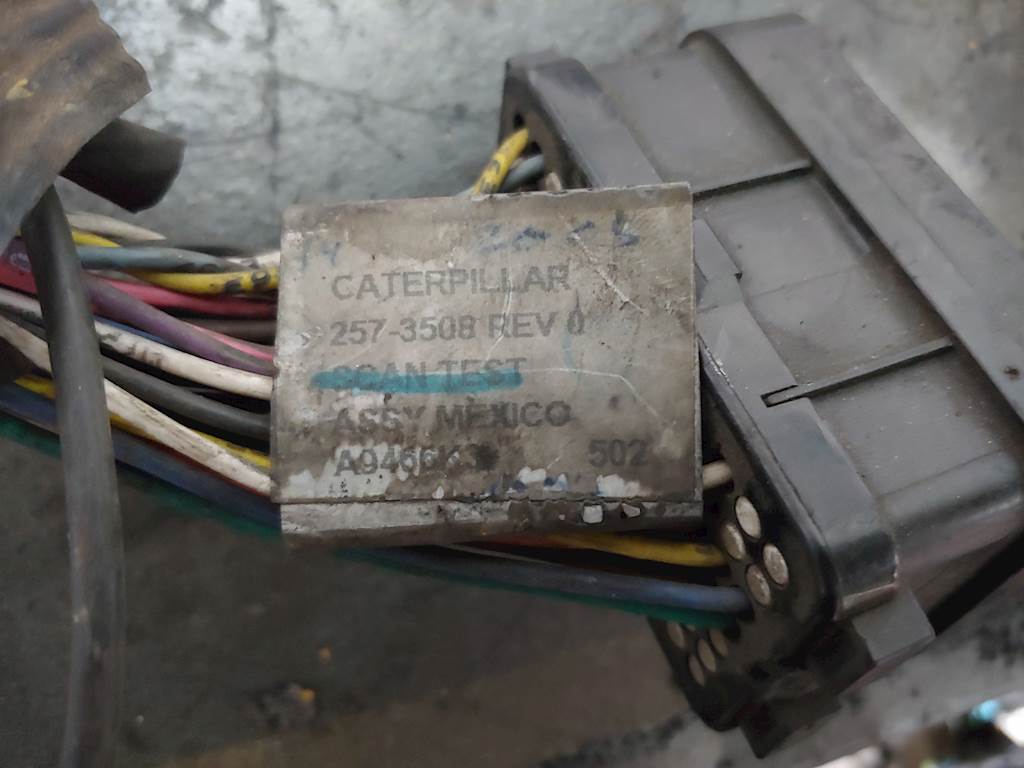 CATERPILLAR
257-3508 REV 0
SCAN TEST
ASSY MEXICO
502